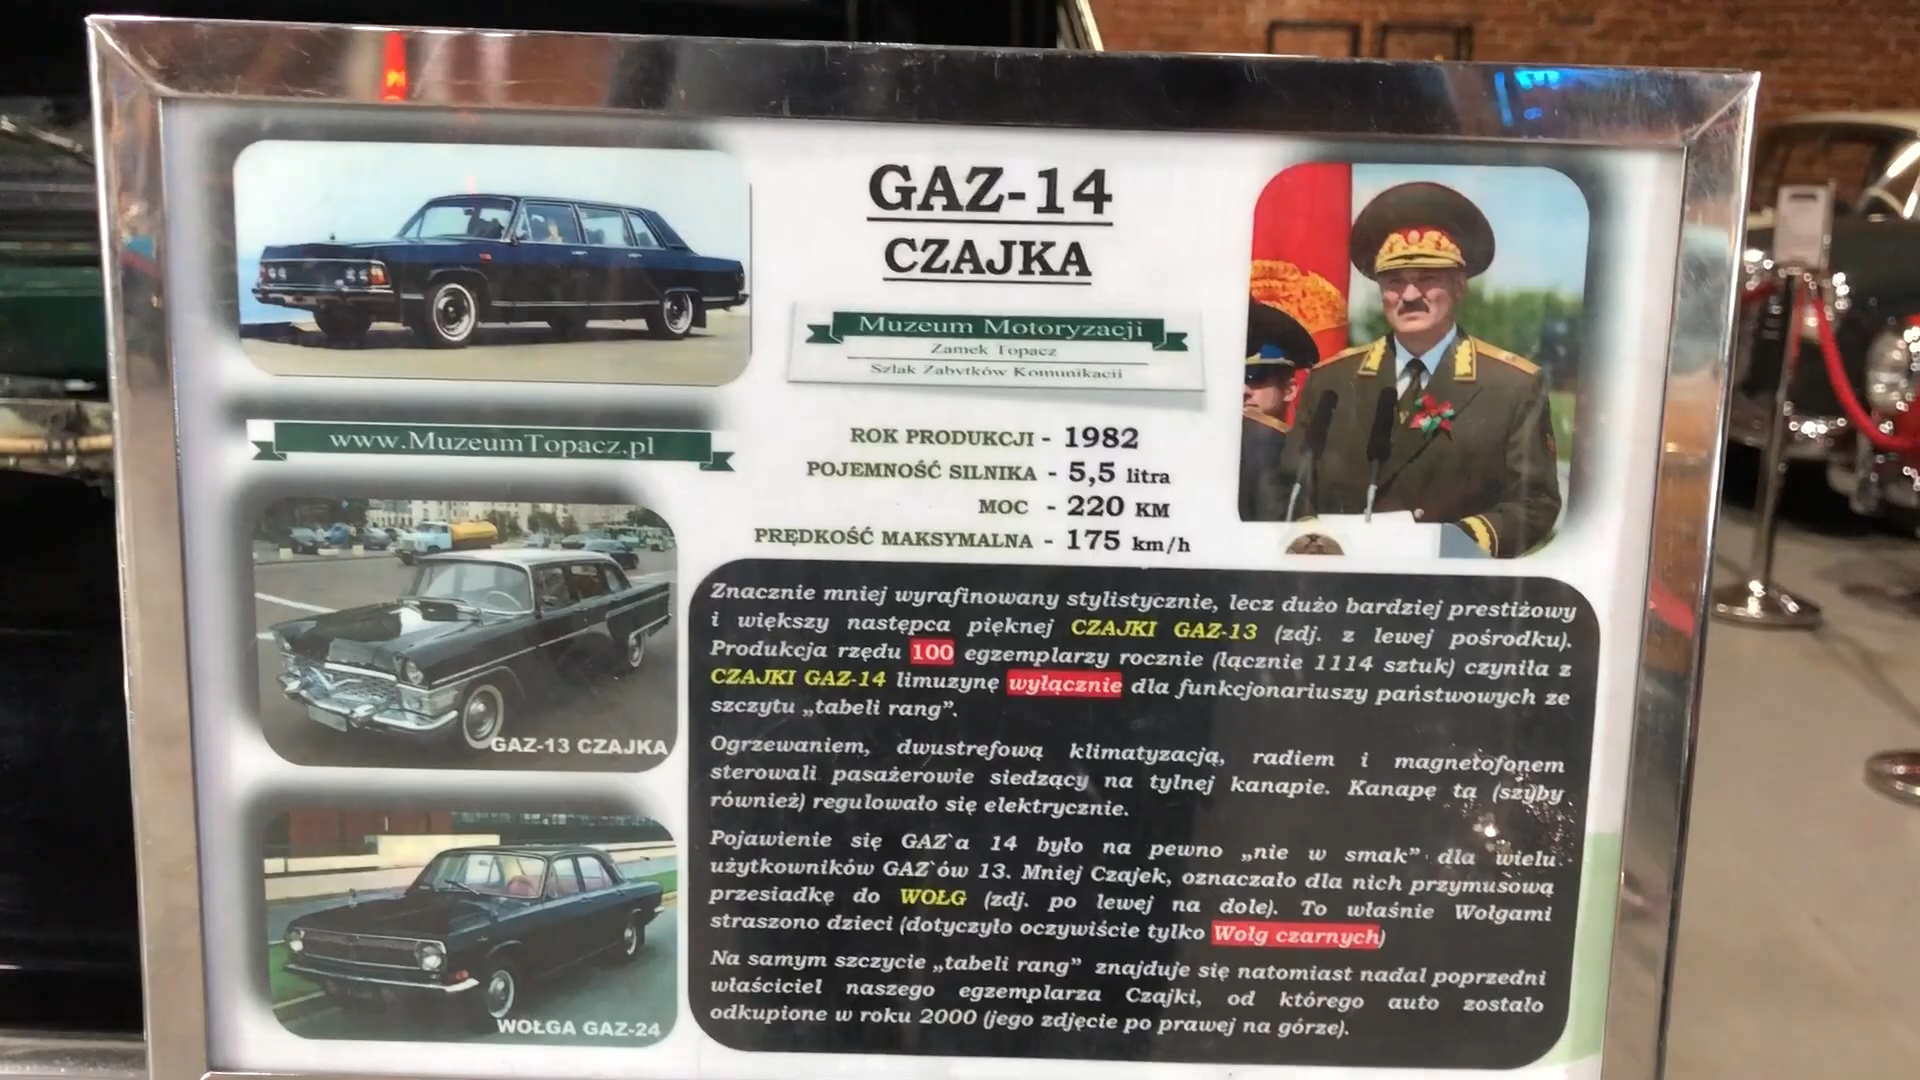 GAZ-14
CZAJKA
Muzeum Motoryzacji
Zamek Topacz
Szlak Zabytków Komunikacji
www.MuzeumTopacz.pl
ROK PRODUKCJI - 1982
POJEMNOŚĆ SILNIKA - 5,5 litra
MOC - 220 KM
PRĘDKOŚĆ MAKSYMALNA - 175 km/h
GAZ-13 CZAJKA
WOŁGA GAZ-24
Znacznie mniej wyrafinowany stylistycznie, lecz dużo bardziej prestiżowy
i większy następca pięknej CZAJKI GAZ-13 (zdj. z lewej pośrodku).
Produkcja rzędu 100 egzemplarzy rocznie (łącznie 1114 sztuk) czyniła z
CZAJKI GAZ-14 limuzynę wyłącznie dla funkcjonariuszy państwowych ze
szczytu „tabeli rang”.
Ogrzewaniem, dwustrefową klimatyzacją, radiem i magnetofonem
sterowali pasażerowie siedzący na tylnej kanapie. Kanapę tą (szyby
również) regulowało się elektrycznie.
Pojawienie się GAZ`a 14 było na pewno „nie w smak” dla wielu
użytkowników GAZ`ów 13. Mniej Czajek, oznaczało dla nich przymusową
przesiadkę do WOŁG (zdj. po lewej na dole). To właśnie Wołgami
straszono dzieci (dotyczyło oczywiście tylko Wołg czarnych)
Na samym szczycie „tabeli rang” znajduje się natomiast nadal poprzedni
właściciel naszego egzemplarza Czajki, od którego auto zostało
odkupione w roku 2000 (jego zdjęcie po prawej na górze).